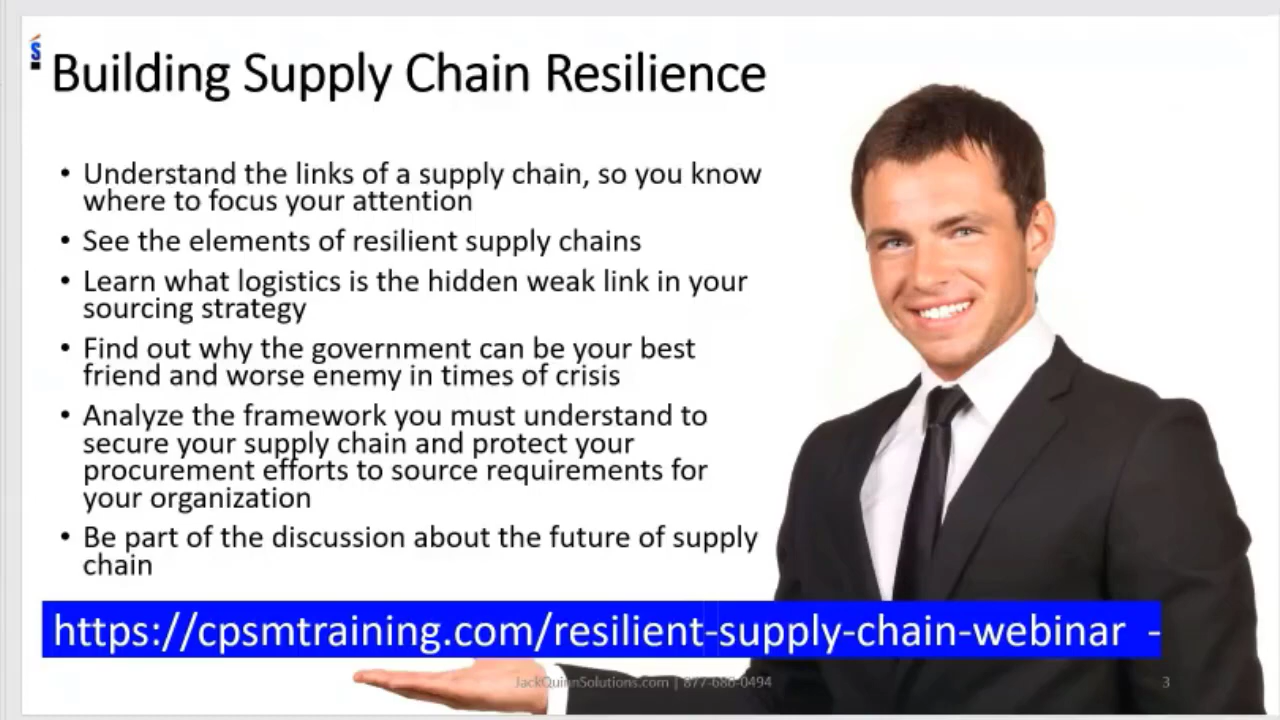 Building Supply Chain Resilience
• Understand the links of a supply chain, so you know
where to focus your attention
• See the elements of resilient supply chains
• Learn what logistics is the hidden weak link in your
sourcing strategy
• Find out why the government can be your best
friend and worse enemy in times of crisis
• Analyze the framework you must understand to
secure your supply chain and protect your
procurement efforts to source requirements for
your organization
• Be part of the discussion about the future of supply
chain
https://cpsmtraining.com/resilient-supply-chain-webinar -
JackQuinnSolutions.com | 877-680-0494
3